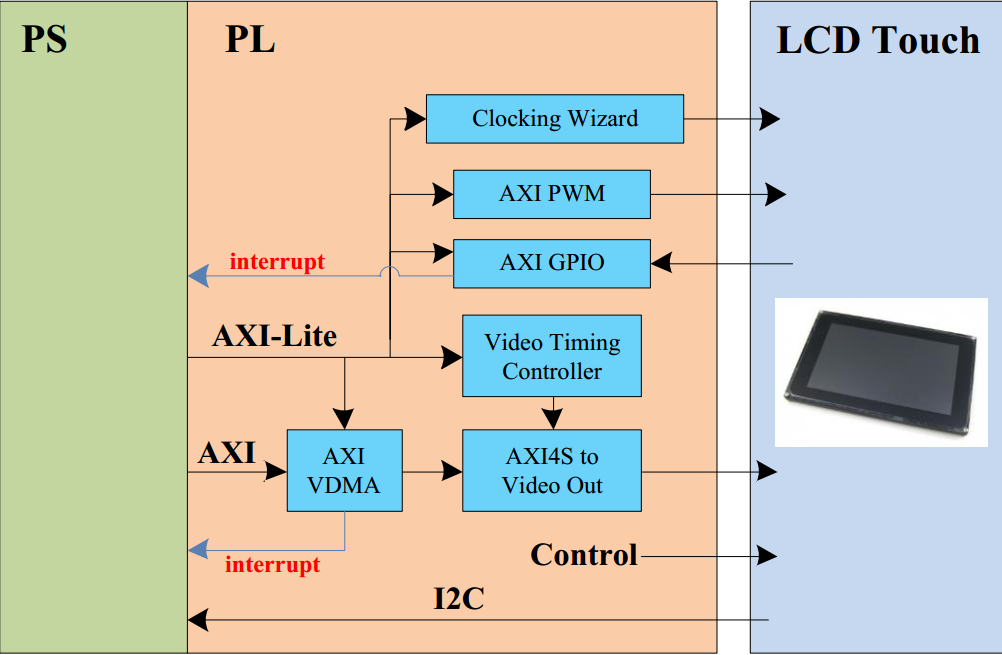 PS
PL
LCD Touch
Clocking Wizard
AXI PWM
interrupt
AXI GPIO
AXI-Lite
Video Timing
Controller
AXI
AXI
VDMA
AXI4S to
Video Out
interrupt
Control
I2C